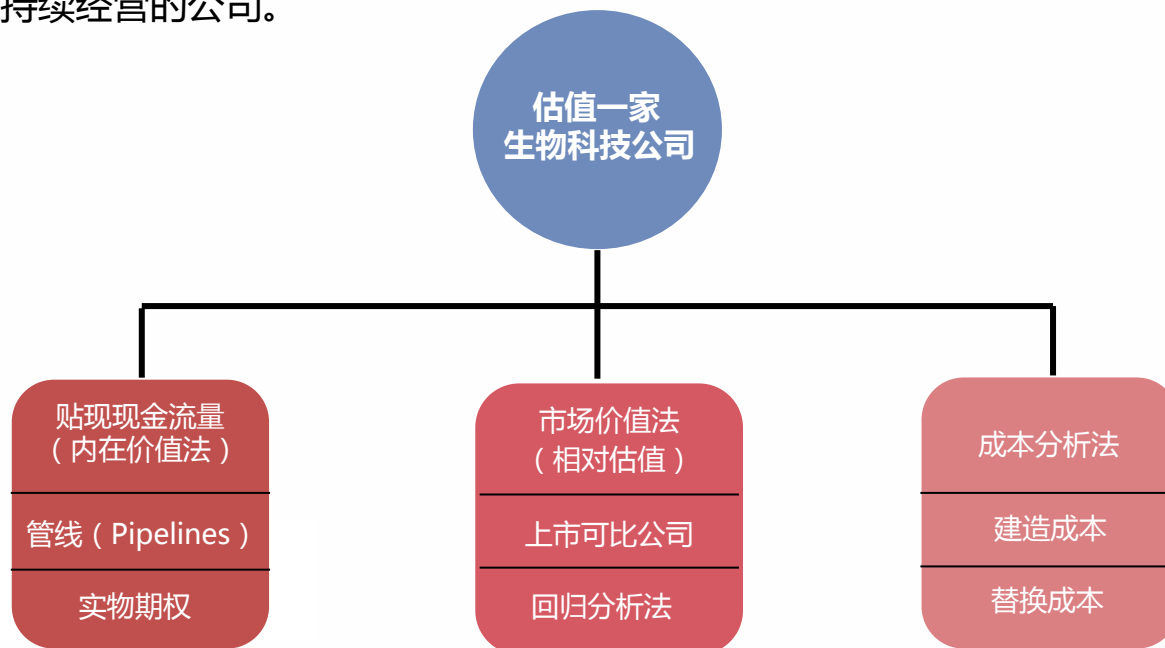 持续经营的公司。
估值一家
生物科技公司
贴现现金流量
（内在价值法）
管线（Pipelines）
实物期权
市场价值法
（相对估值）
上市可比公司
回归分析法
成本分析法
建造成本
替换成本